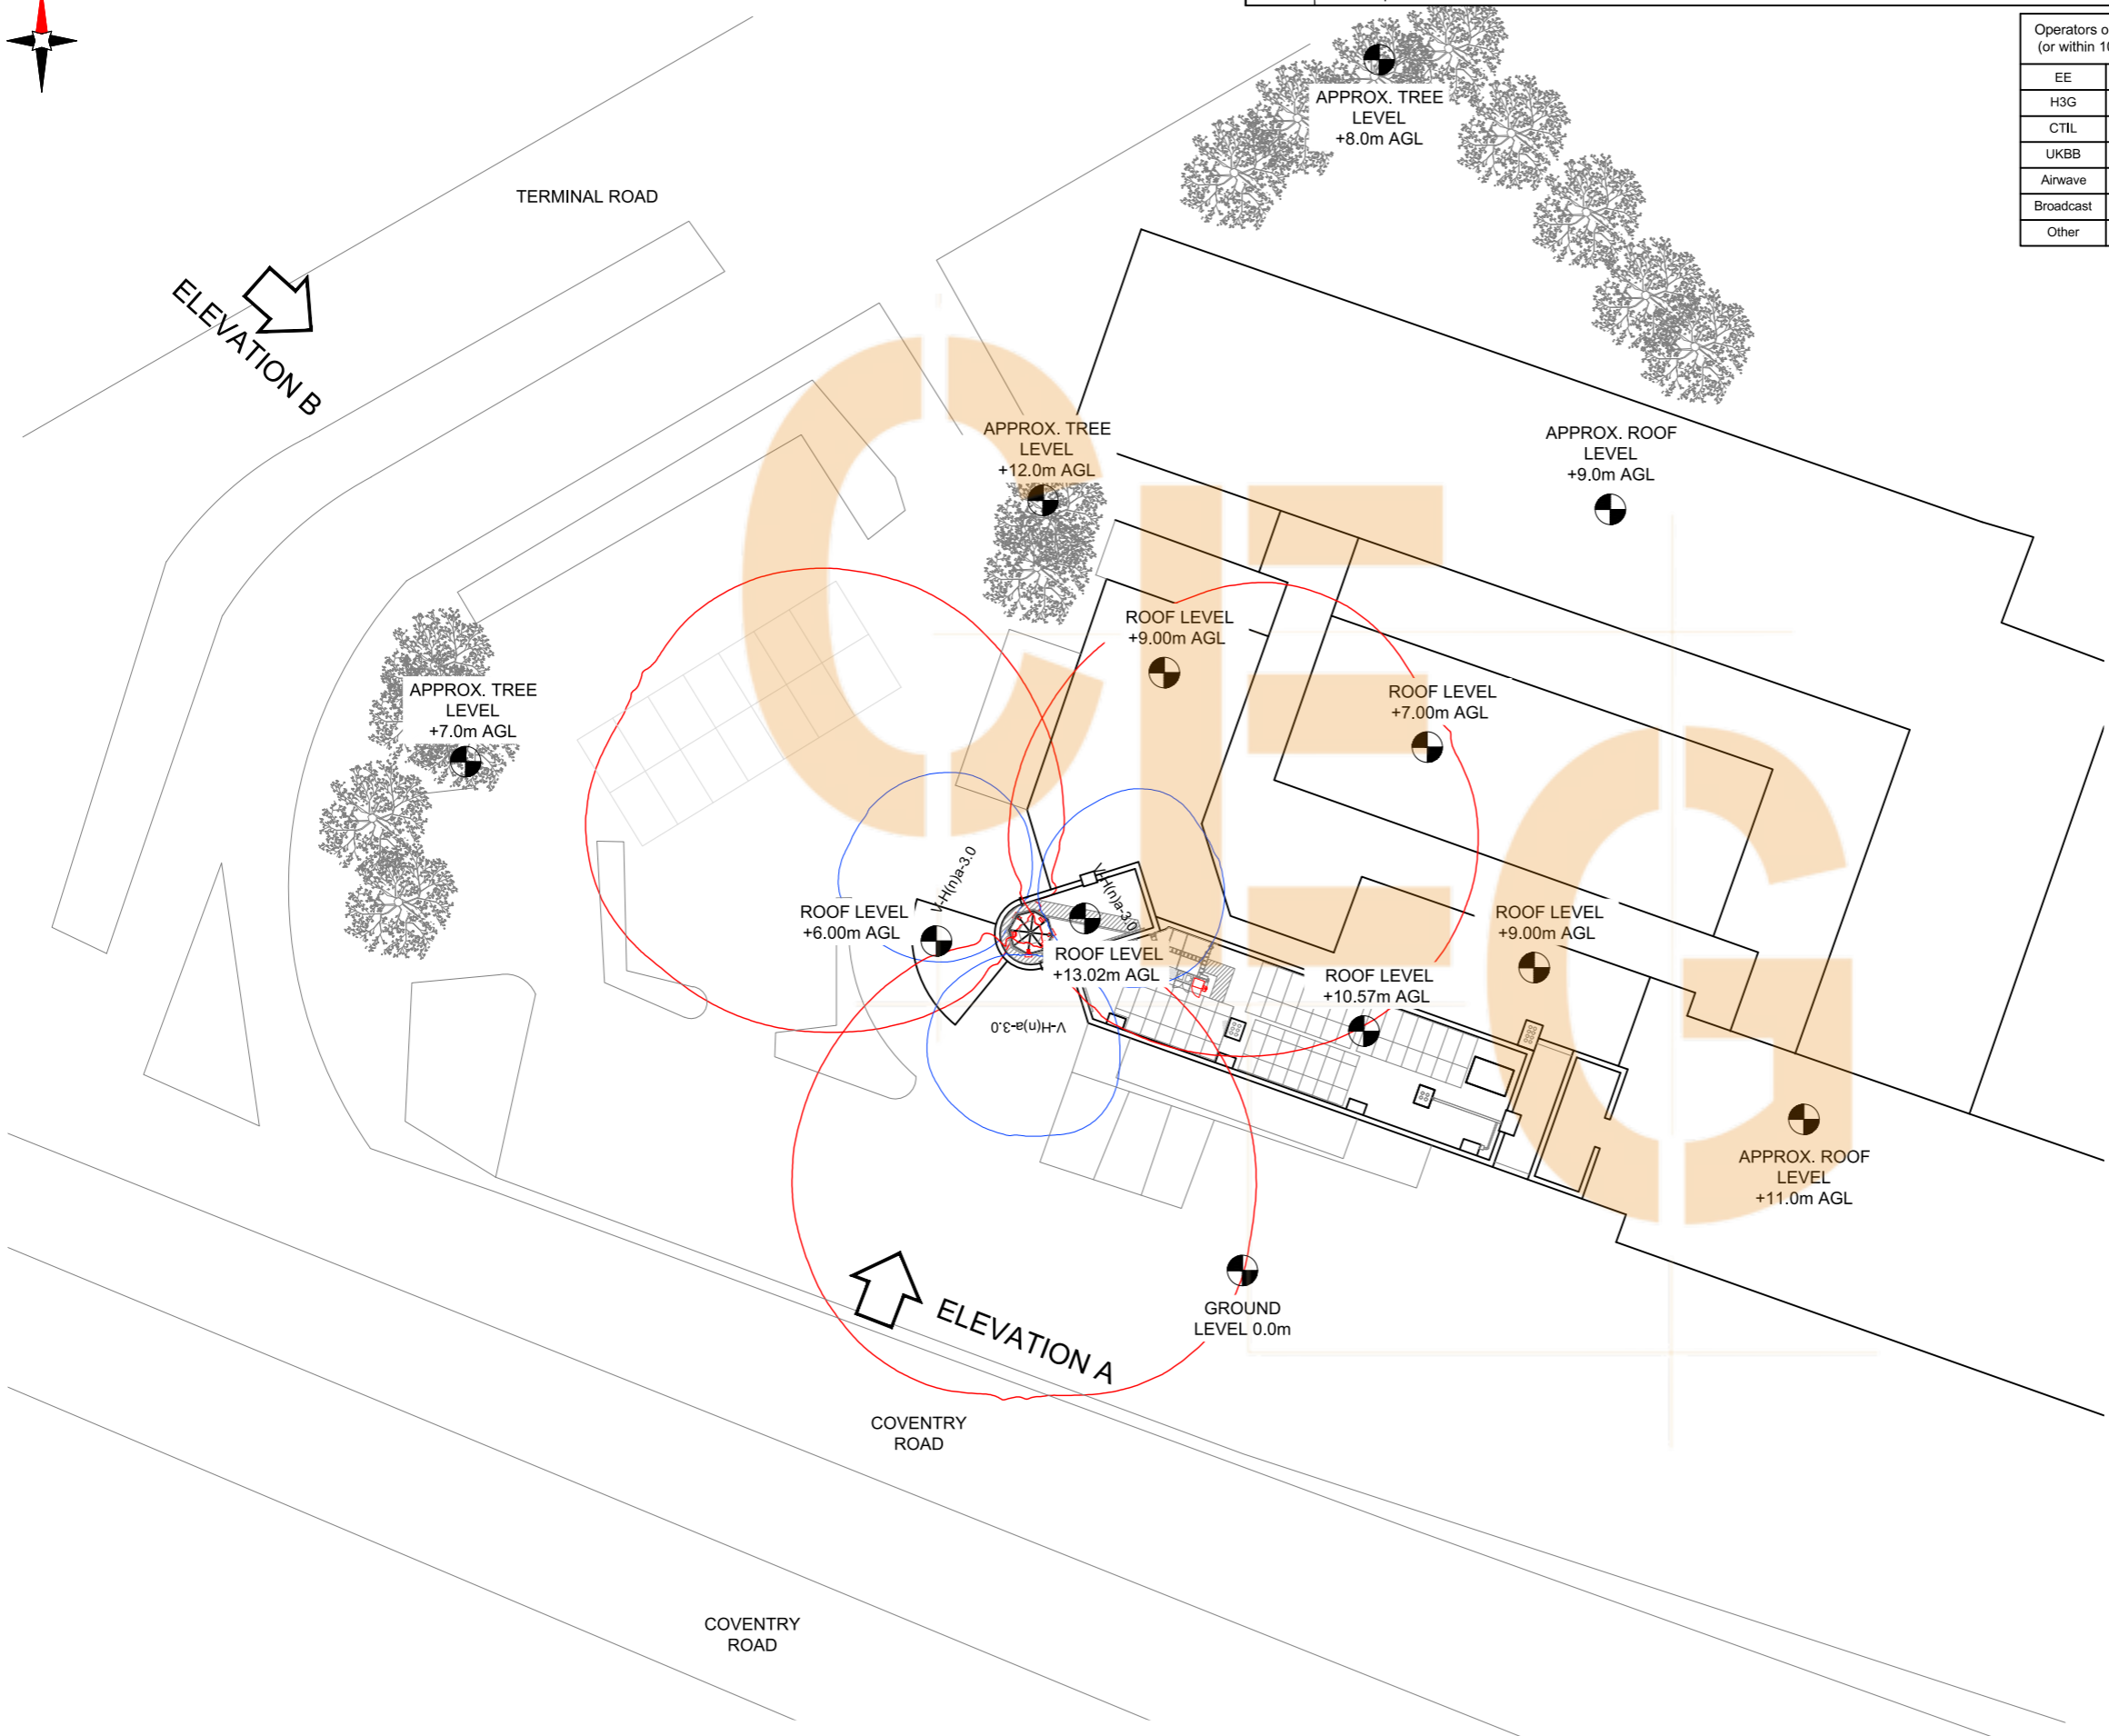 Operators o
(or within 10
EE
H3G
CTIL
UKBB
Airwave
Broadcast
Other
APPROX. TREE
LEVEL
+8.0m AGL
TERMINAL ROAD
ELEVATION B
APPROX. TREE
LEVEL
+12.0m AGL
APPROX. ROOF
LEVEL
+9.0m AGL
ROOF LEVEL
+9.00m AGL
APPROX. TREE
LEVEL
+7.0m AGL
ROOF LEVEL
+7.00m AGL
V-H(n)a-3.0
V-H(n)a-3.0
ROOF LEVEL
+6.00m AGL
ROOF LEVEL
+9.00m AGL
ROOF LEVEL
+13.02m AGL
ROOF LEVEL
+10.57m AGL
V-H(n)a-3.0
APPROX. ROOF
LEVEL
+11.0m AGL
GROUND
LEVEL 0.0m
ELEVATION A
COVENTRY
ROAD
COVENTRY
ROAD